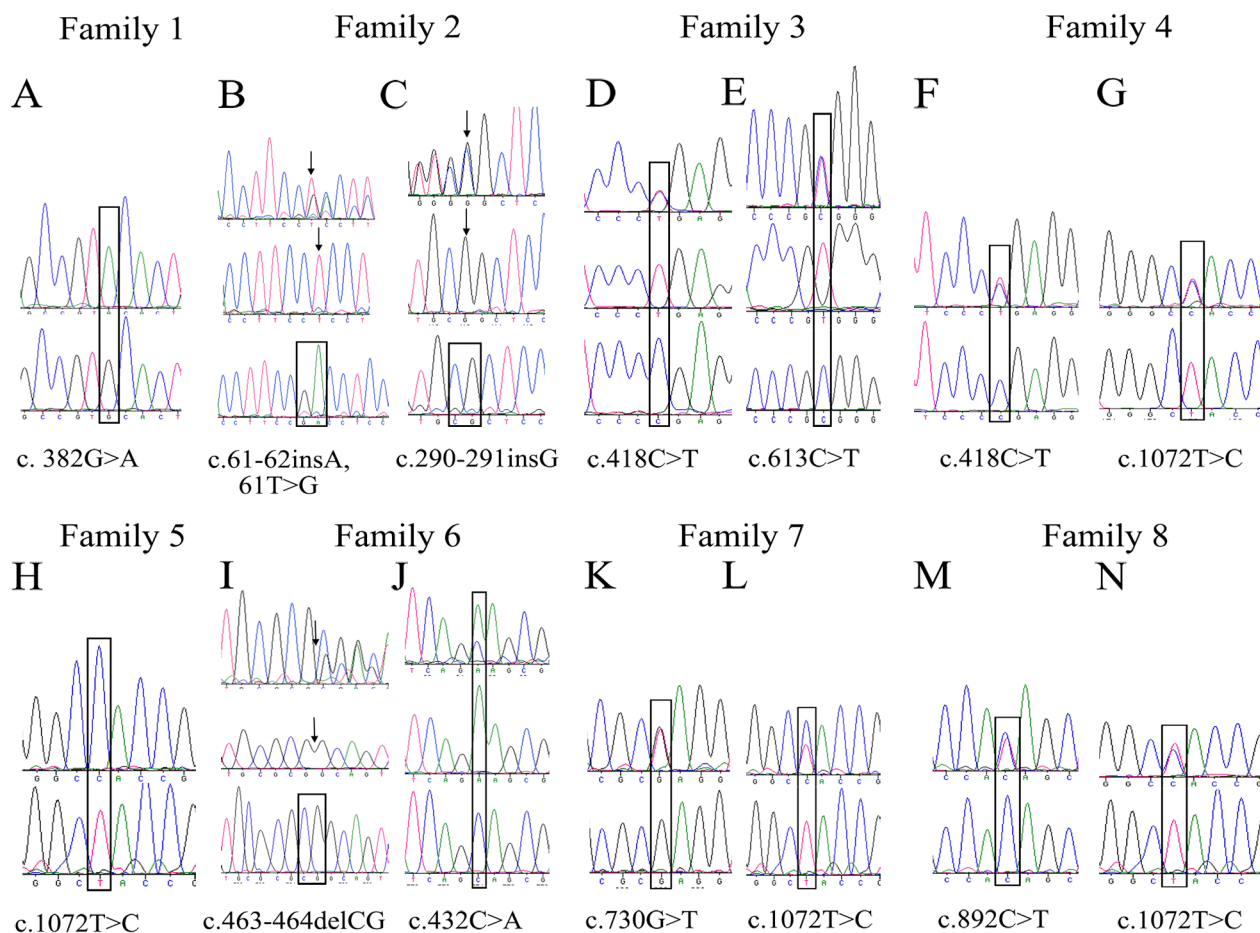 Family 1
Family 2
Family 3
Family 4
A
B
C
D
E
F
G
C C T T C C T C C T T
G G G G G C T C
C C C T G A G
C C C G C G G G
C C T T C C T C C T
C C C T G A G
C C C G T G G G
T C C C T G A G G
G G G C C A C C
G C C G T G C A C T
C C T T C C G A C C T C C
T G C G C T C C
C C C C G A G
C C C G C G G G
T C C C C G A G G
G G G C T A C C
c. 382G>A
c.61-62insA,
61T>G
c.290-291insG
c.418C>T
c.613C>T
c.418C>T
c.1072T>C
Family 5
Family 6
Family 7
Family 8
H
I
J
K
L
M
N
T C A G A A G C G
G G C C A C C G
T G C G C G G C A G T
T C A G A A G C G
C G C G A G G
G G C C A C C G
C C A C A G C
G G C C A C C G
G G C T A C C G
T G C G C C G G C A G T
T C A G C A G C G
C G C G A G G
G G C T A C C G
C C A C A G C
G G C T A C C
c.1072T>C
c.463-464delCG
c.432C>A
c.730G>T
c.1072T>C
c.892C>T
c.1072T>C